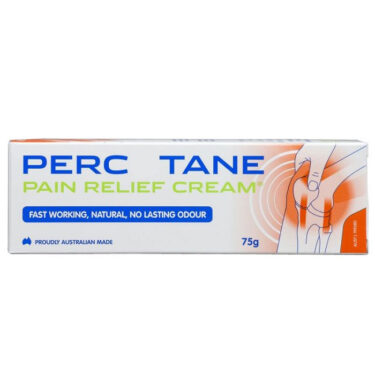 PERC TANE
PAIN RELIEF CREAM®
FAST WORKING, NATURAL, NO LASTING ODOUR
PROUDLY AUSTRALIAN MADE
75g